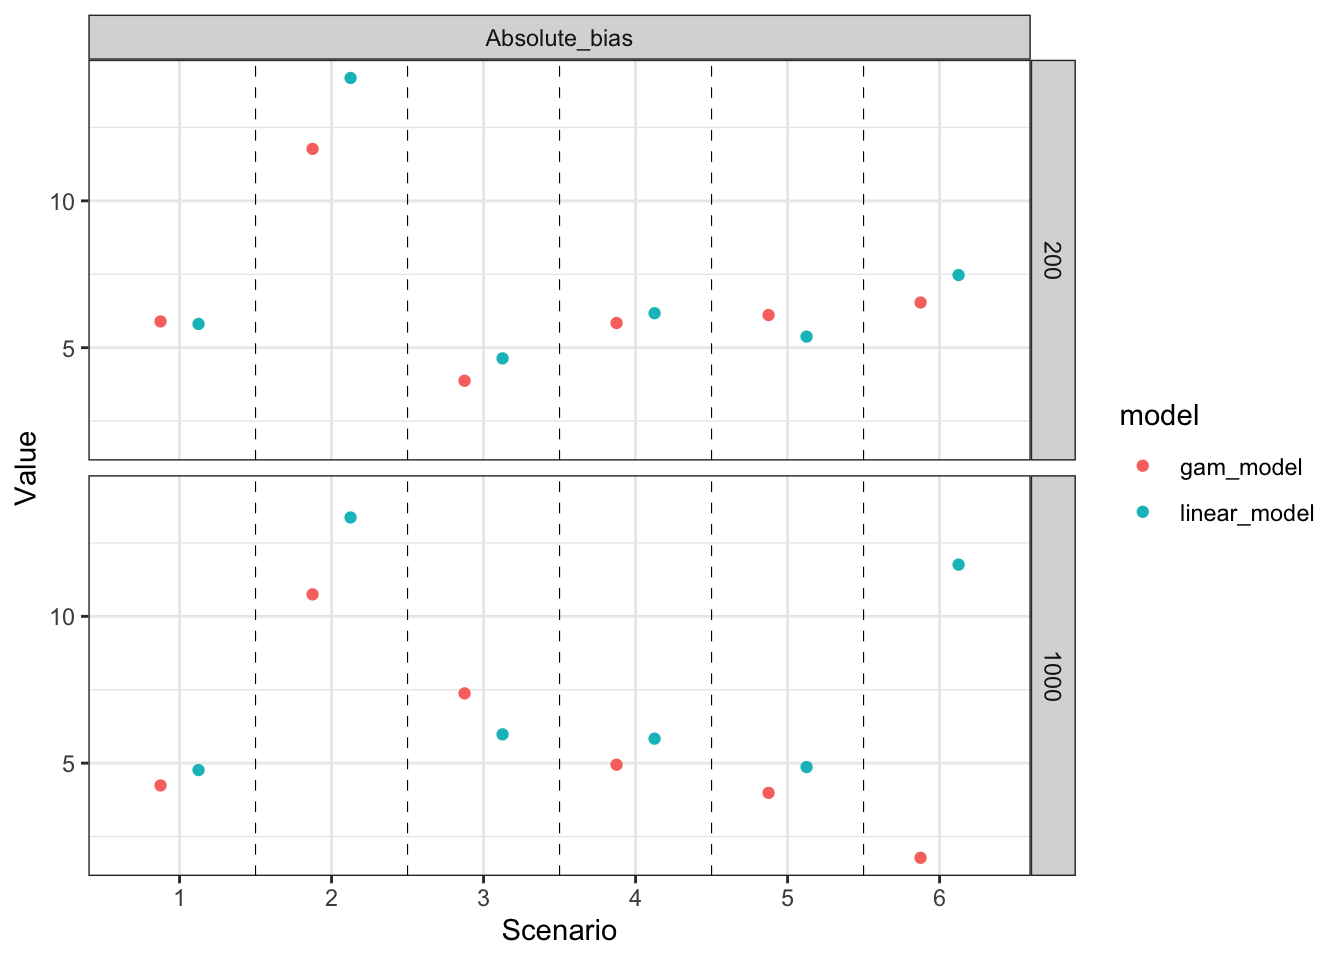 Absolute_bias
10
5
200
Value
10
5
1000
1 2 3 4 5 6
Scenario
model
gam_model
linear_model